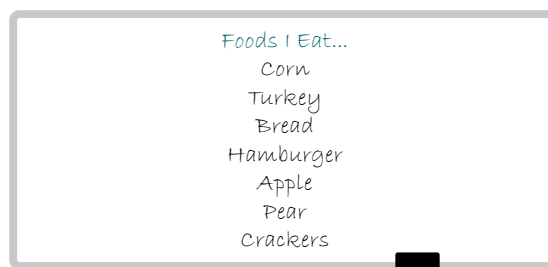 Foods I Eat...
Corn
Turkey
Bread
Hamburger
Apple
Pear
Crackers